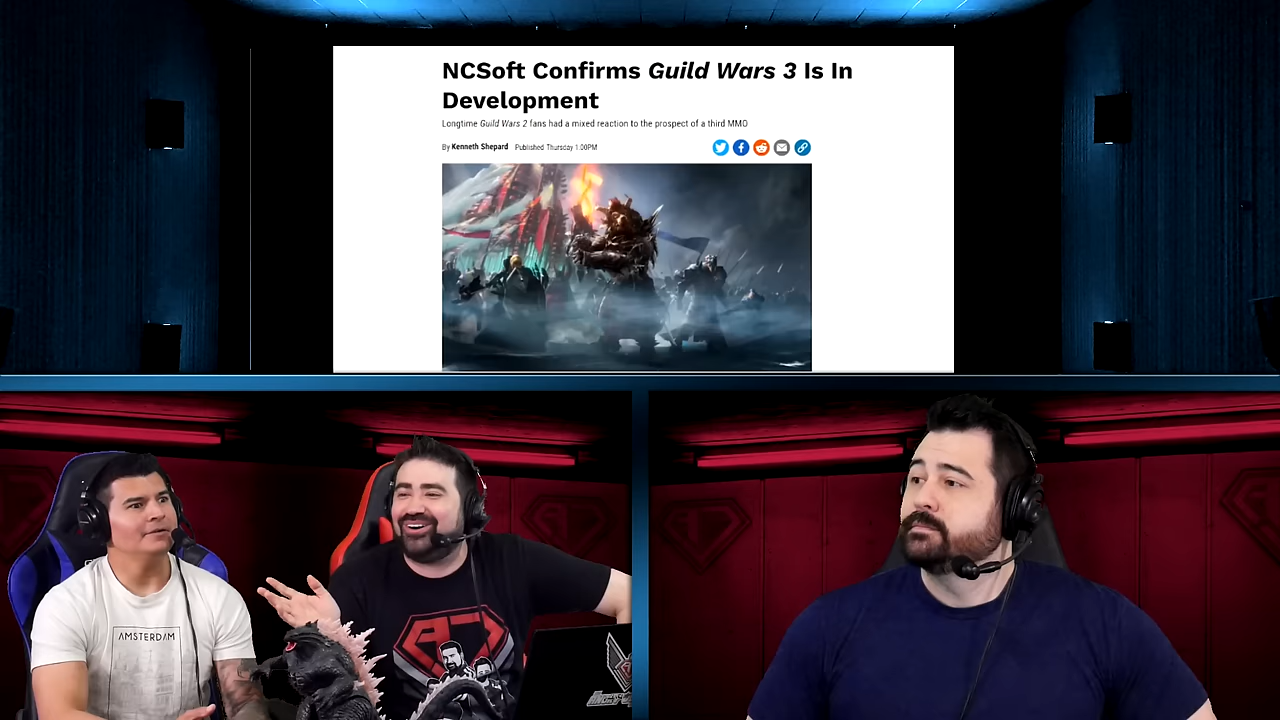 NCSoft Confirms Guild Wars 3 Is In
Development
Longtime Guild Wars 2 fans had a mixed reaction to the prospect of a third MMO
By Kenneth Shepard Published Thursday 1:00PM
AMSTERDAM
AJ